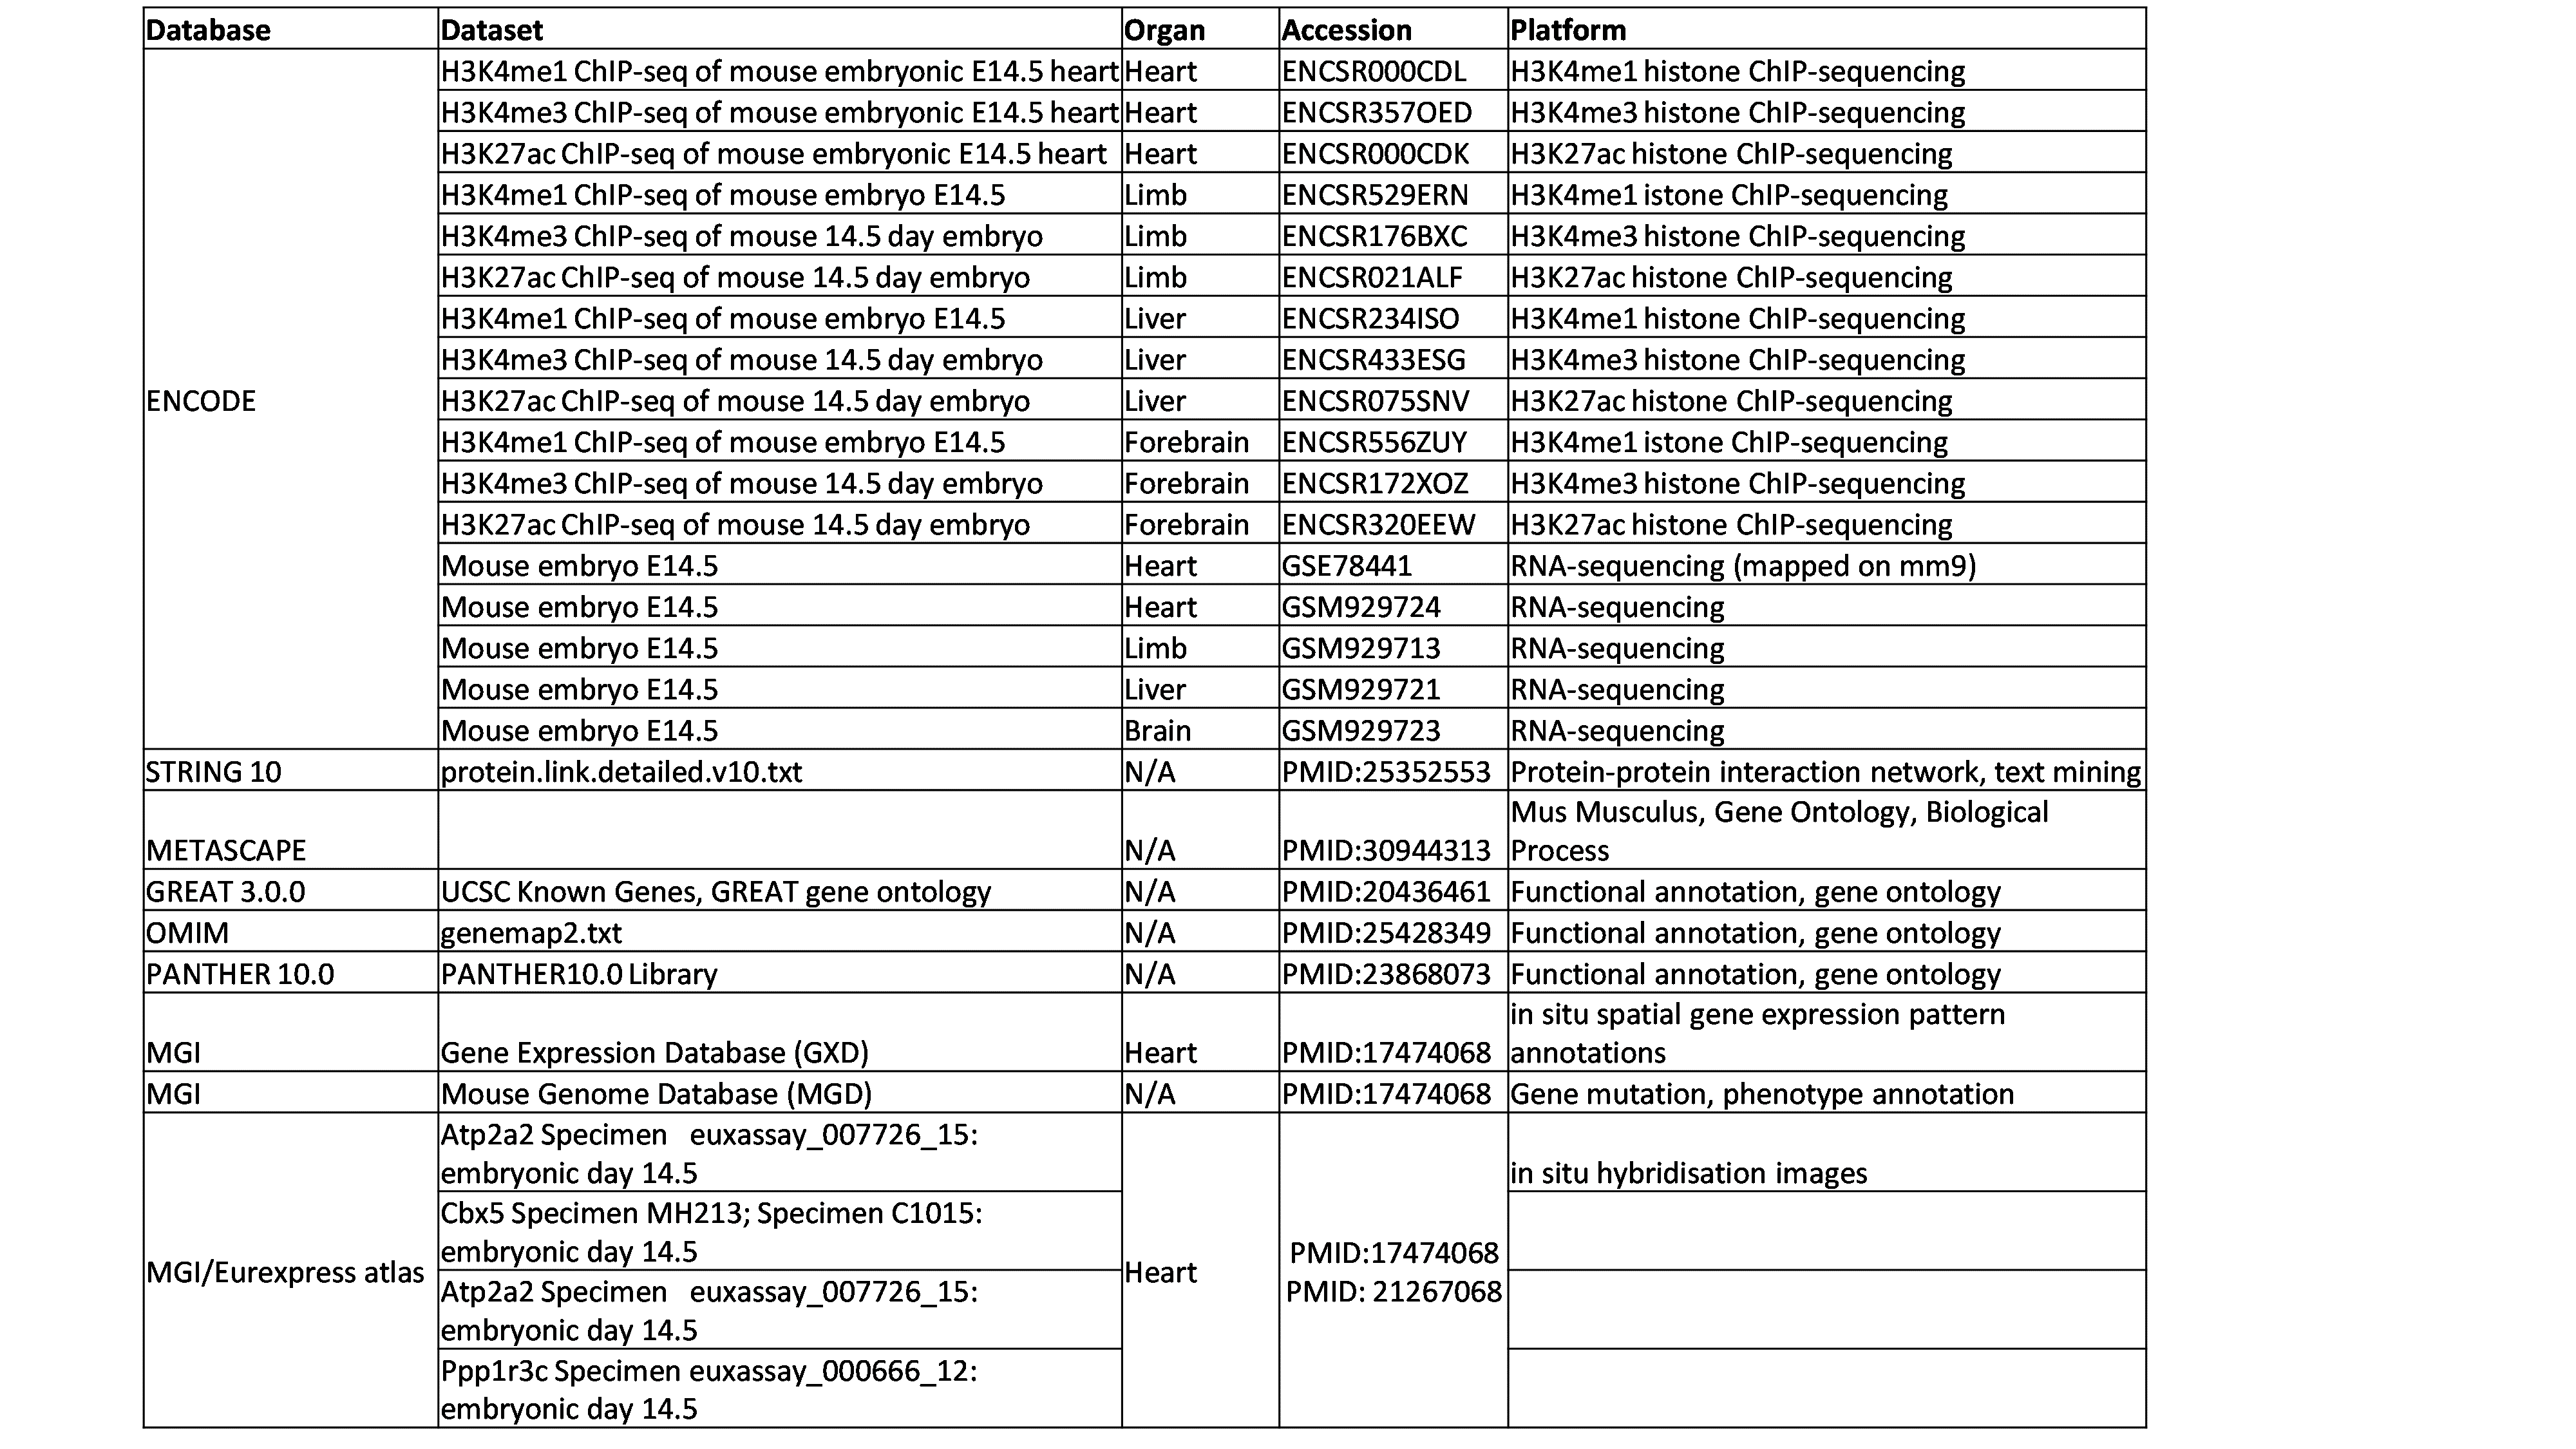 Database Dataset Organ Accession Platform
H3K4me1 ChIP-seq of mouse embryonic E14.5 heart Heart ENCSR000CDL H3K4me1 histone ChIP-sequencing
H3K4me3 ChIP-seq of mouse embryonic E14.5 heart Heart ENCSR357OED H3K4me3 histone ChIP-sequencing
H3K27ac ChIP-seq of mouse embryonic E14.5 heart Heart ENCSR000CDK H3K27ac histone ChIP-sequencing
H3K4me1 ChIP-seq of mouse embryo E14.5 Limb ENCSR529ERN H3K4me1 istone ChIP-sequencing
H3K4me3 ChIP-seq of mouse 14.5 day embryo Limb ENCSR176BXC H3K4me3 histone ChIP-sequencing
H3K27ac ChIP-seq of mouse 14.5 day embryo Limb ENCSR021ALF H3K27ac histone ChIP-sequencing
H3K4me1 ChIP-seq of mouse embryo E14.5 Liver ENCSR234ISO H3K4me1 histone ChIP-sequencing
H3K4me3 ChIP-seq of mouse 14.5 day embryo Liver ENCSR433ESG H3K4me3 histone ChIP-sequencing
ENCODE H3K27ac ChIP-seq of mouse 14.5 day embryo Liver ENCSR075SNV H3K27ac histone ChIP-sequencing
H3K4me1 ChIP-seq of mouse embryo E14.5 Forebrain ENCSR556ZUY H3K4me1 istone ChIP-sequencing
H3K4me3 ChIP-seq of mouse 14.5 day embryo Forebrain ENCSR172XOZ H3K4me3 histone ChIP-sequencing
H3K27ac ChIP-seq of mouse 14.5 day embryo Forebrain ENCSR320EEW H3K27ac histone ChIP-sequencing
Mouse embryo E14.5 Heart GSE78441 RNA-sequencing (mapped on mm9)
Mouse embryo E14.5 Heart GSM929724 RNA-sequencing
Mouse embryo E14.5 Limb GSM929713 RNA-sequencing
Mouse embryo E14.5 Liver GSM929721 RNA-sequencing
Mouse embryo E14.5 Brain GSM929723 RNA-sequencing
STRING 10 protein.link.detailed.v10.txt N/A PMID:25352553 Protein-protein interaction network, text mining
Mus Musculus, Gene Ontology, Biological
METASCAPE N/A PMID:30944313 Process
GREAT 3.0.0 UCSC Known Genes, GREAT gene ontology N/A PMID:20436461 Functional annotation, gene ontology
OMIM genemap2.txt N/A PMID:25428349 Functional annotation, gene ontology
PANTHER 10.0 PANTHER10.0 Library N/A PMID:23868073 Functional annotation, gene ontology
in situ spatial gene expression pattern
MGI Gene Expression Database (GXD) Heart PMID:17474068 annotations
MGI Mouse Genome Database (MGD) N/A PMID:17474068 Gene mutation, phenotype annotation
Atp2a2 Specimen euxassay_007726_15:
embryonic day 14.5 in situ hybridisation images
Cbx5 Specimen MH213; Specimen C1015:
embryonic day 14.5 PMID:17474068
MGI/Eurexpress atlas Heart
Atp2a2 Specimen euxassay_007726_15: PMID: 21267068
embryonic day 14.5
Ppp1r3c Specimen euxassay_000666_12:
embryonic day 14.5